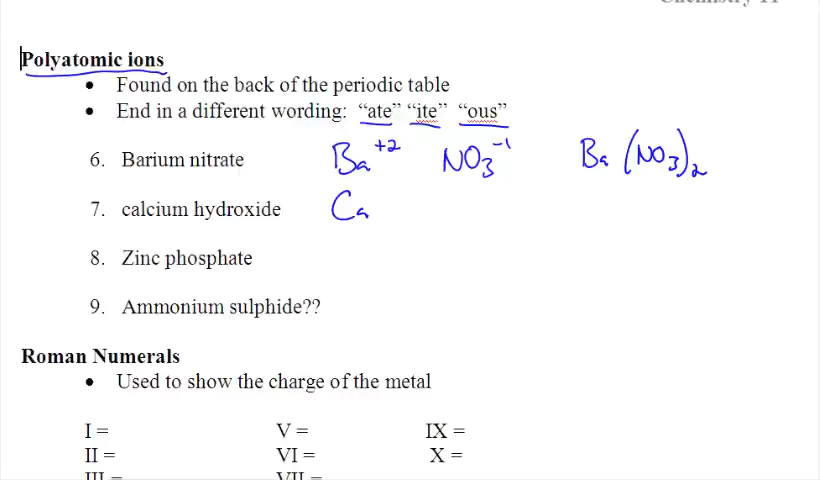 Polyatomic ions
• Found on the back of the periodic table
• End in a different wording: “ate” “ite” “ous”
6. Barium nitrate Ba+2 NO3-1 Ba(NO3)2
7. calcium hydroxide Ca
8. Zinc phosphate
9. Ammonium sulphide??
Roman Numerals
• Used to show the charge of the metal
I = V = IX =
II = VI = X =
III = VII =